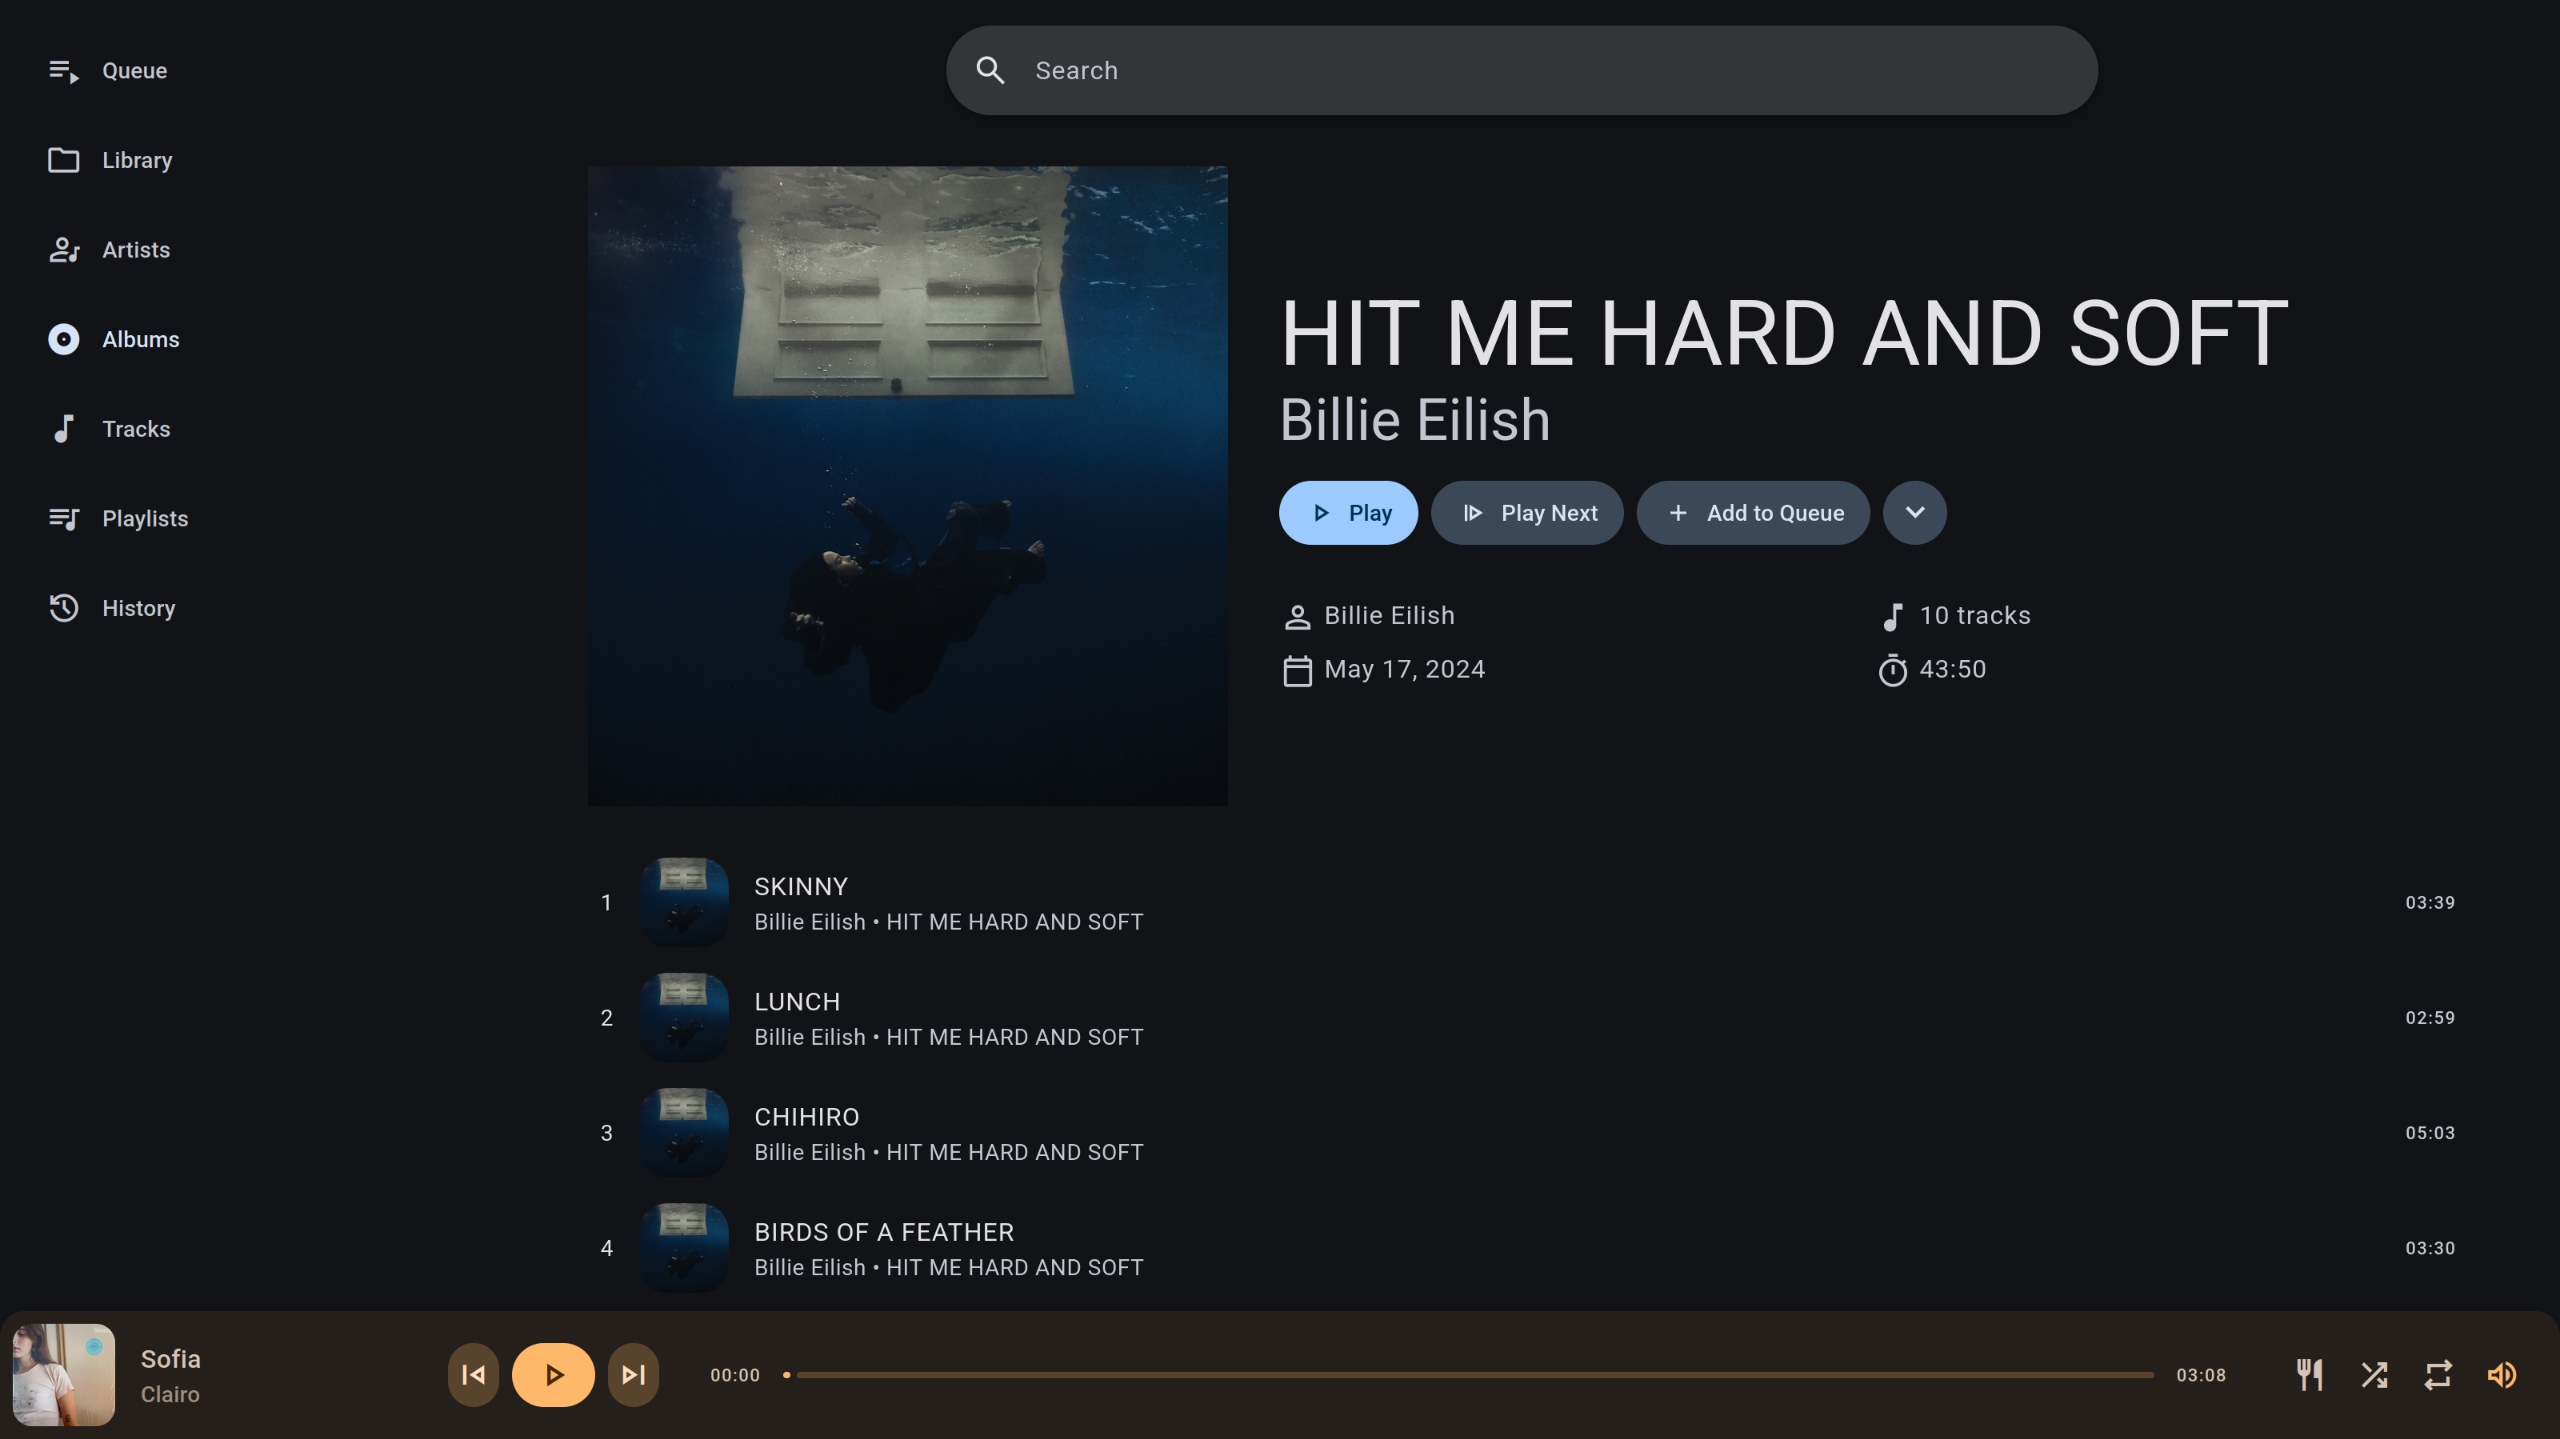 Queue
Library
Artists
Albums
Tracks
Playlists
History
Search
HIT ME HARD AND SOFT
Billie Eilish
Play
Play Next
Add to Queue
Billie Eilish
10 tracks
May 17, 2024
43:50
1
SKINNY
Billie Eilish • HIT ME HARD AND SOFT
03:39
2
LUNCH
Billie Eilish • HIT ME HARD AND SOFT
02:59
3
CHIHIRO
Billie Eilish • HIT ME HARD AND SOFT
05:03
4
BIRDS OF A FEATHER
Billie Eilish • HIT ME HARD AND SOFT
03:30
Sofia
Clairo
00:00
03:08